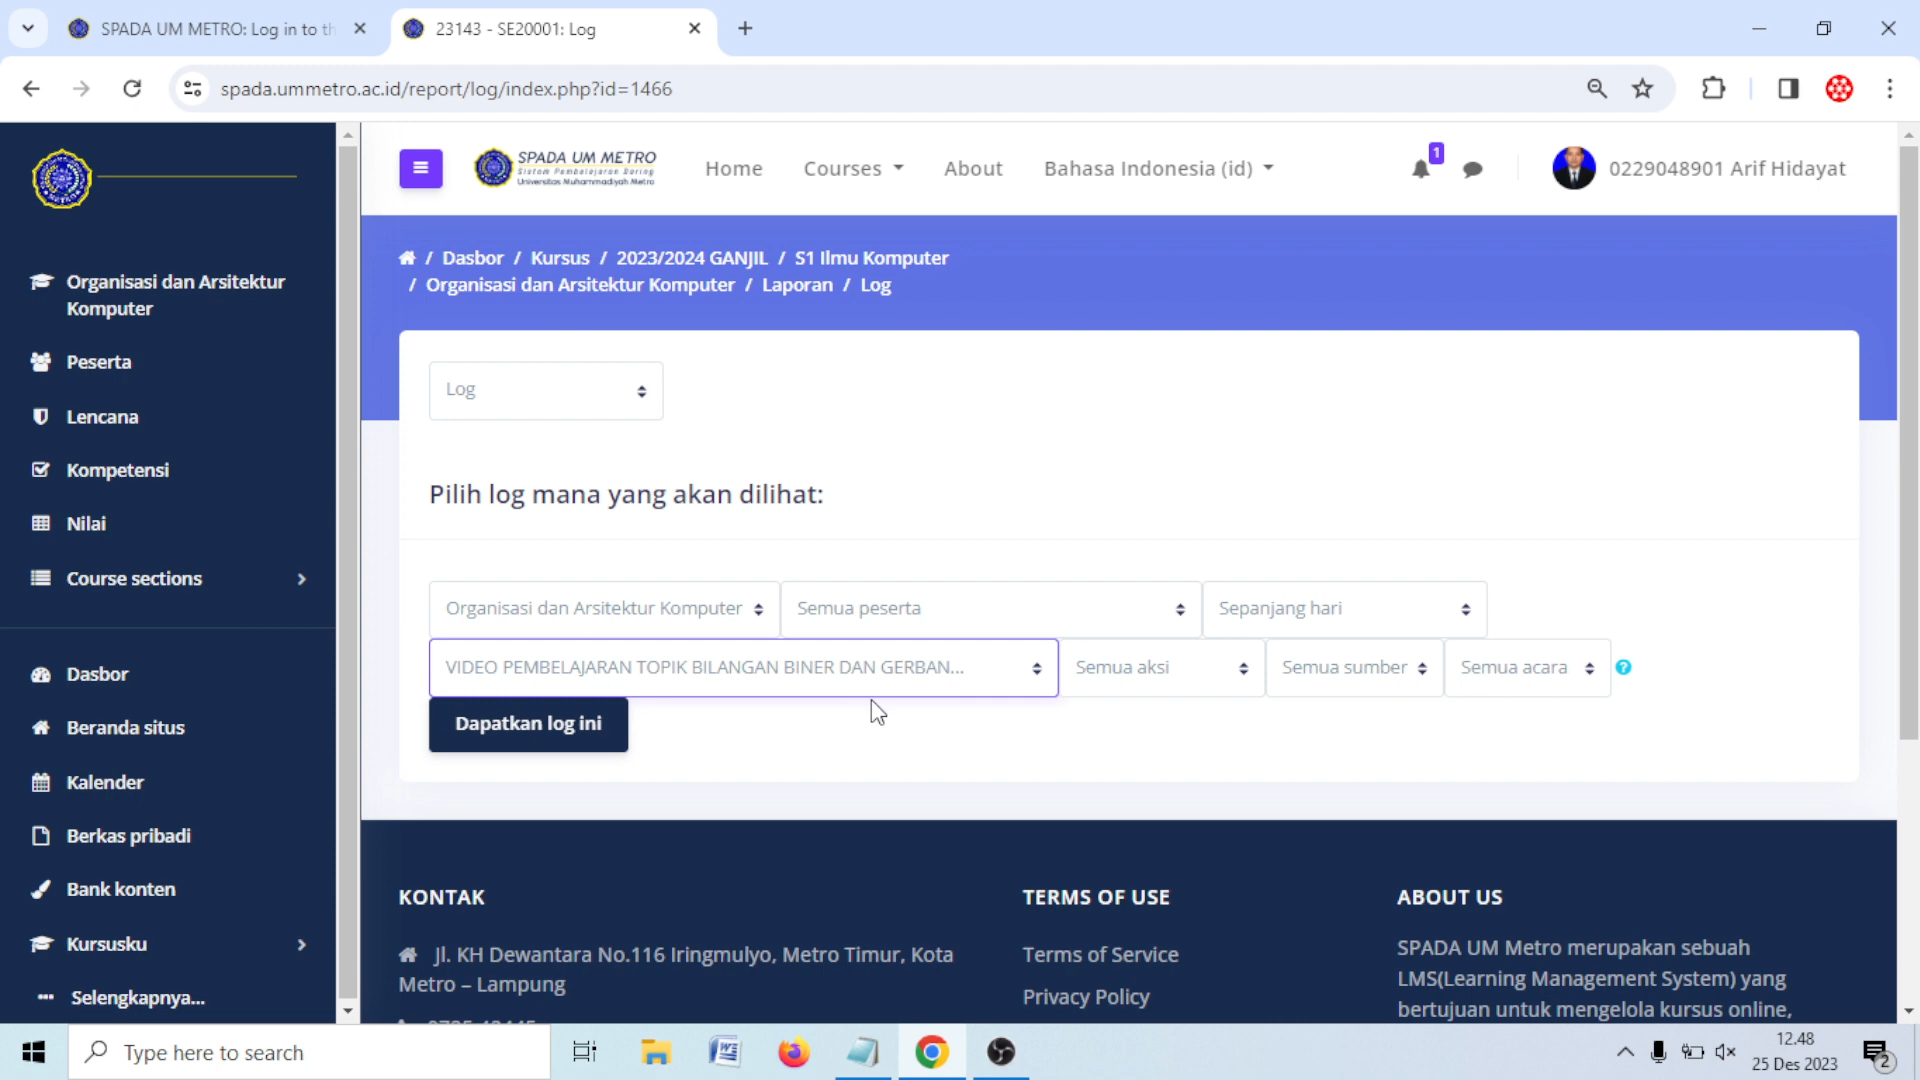 SPADA UM METRO: Log in to th
23143 - SE20001: Log
spada.ummetro.ac.id/report/log/index.php?id=1466
SPADA UM METRO
Sistem Pembelajaran Daring
Universitas Muhammadiyah Metro
Home
Courses
About
Bahasa Indonesia (id)
1
0229048901 Arif Hidayat
/ Dasbor / Kursus / 2023/2024 GANJIL / S1 Ilmu Komputer
/ Organisasi dan Arsitektur Komputer / Laporan / Log
Organisasi dan Arsitektur
Komputer
Peserta
Lencana
Kompetensi
Nilai
Course sections
Dasbor
Beranda situs
Kalender
Berkas pribadi
Bank konten
Kursusku
Selengkapnya...
Log
Pilih log mana yang akan dilihat:
Organisasi dan Arsitektur Komputer
Semua peserta
Sepanjang hari
VIDEO PEMBELAJARAN TOPIK BILANGAN BINER DAN GERBAN...
Semua aksi
Semua sumber
Semua acara
?
Dapatkan log ini
KONTAK
Jl. KH Dewantara No.116 Iringmulyo, Metro Timur, Kota
Metro – Lampung
TERMS OF USE
Terms of Service
Privacy Policy
ABOUT US
SPADA UM Metro merupakan sebuah
LMS(Learning Management System) yang
bertujuan untuk mengelola kursus online,
Type here to search
12.48
25 Des 2023
2